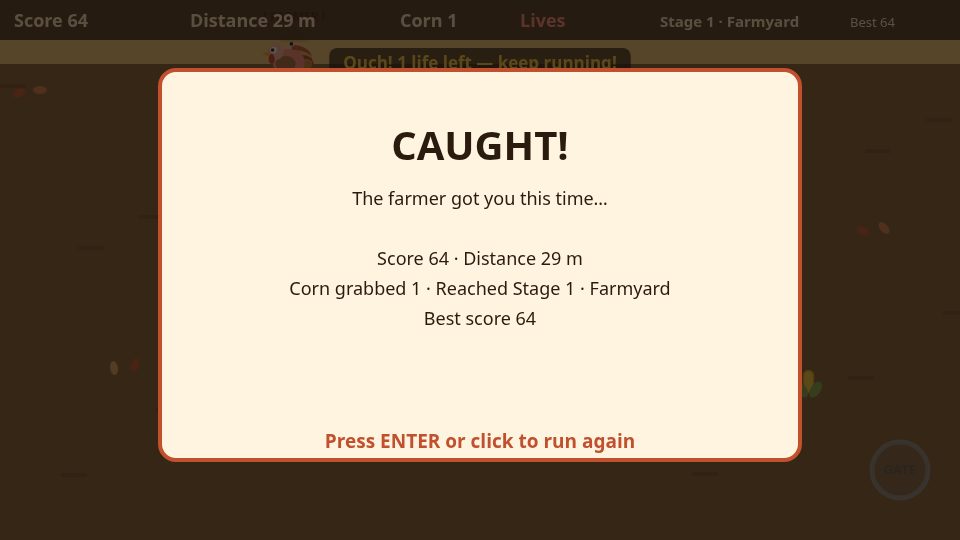 Score 64 Distance 29 m Corn 1 Lives Stage 1 · Farmyard Best 64
Ouch! 1 life left — keep running!
CAUGHT!
The farmer got you this time...
Score 64 · Distance 29 m
Corn grabbed 1 · Reached Stage 1 · Farmyard
Best score 64
GATE
Press ENTER or click to run again